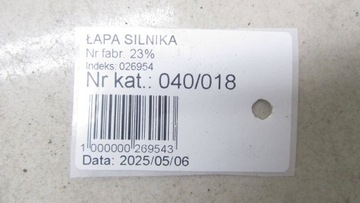 ŁAPA SILNIKA
Nr fabr. 23%
Indeks: 026954
Nr kat.: 040/018
1 000000 269543
Data: 2025/05/06